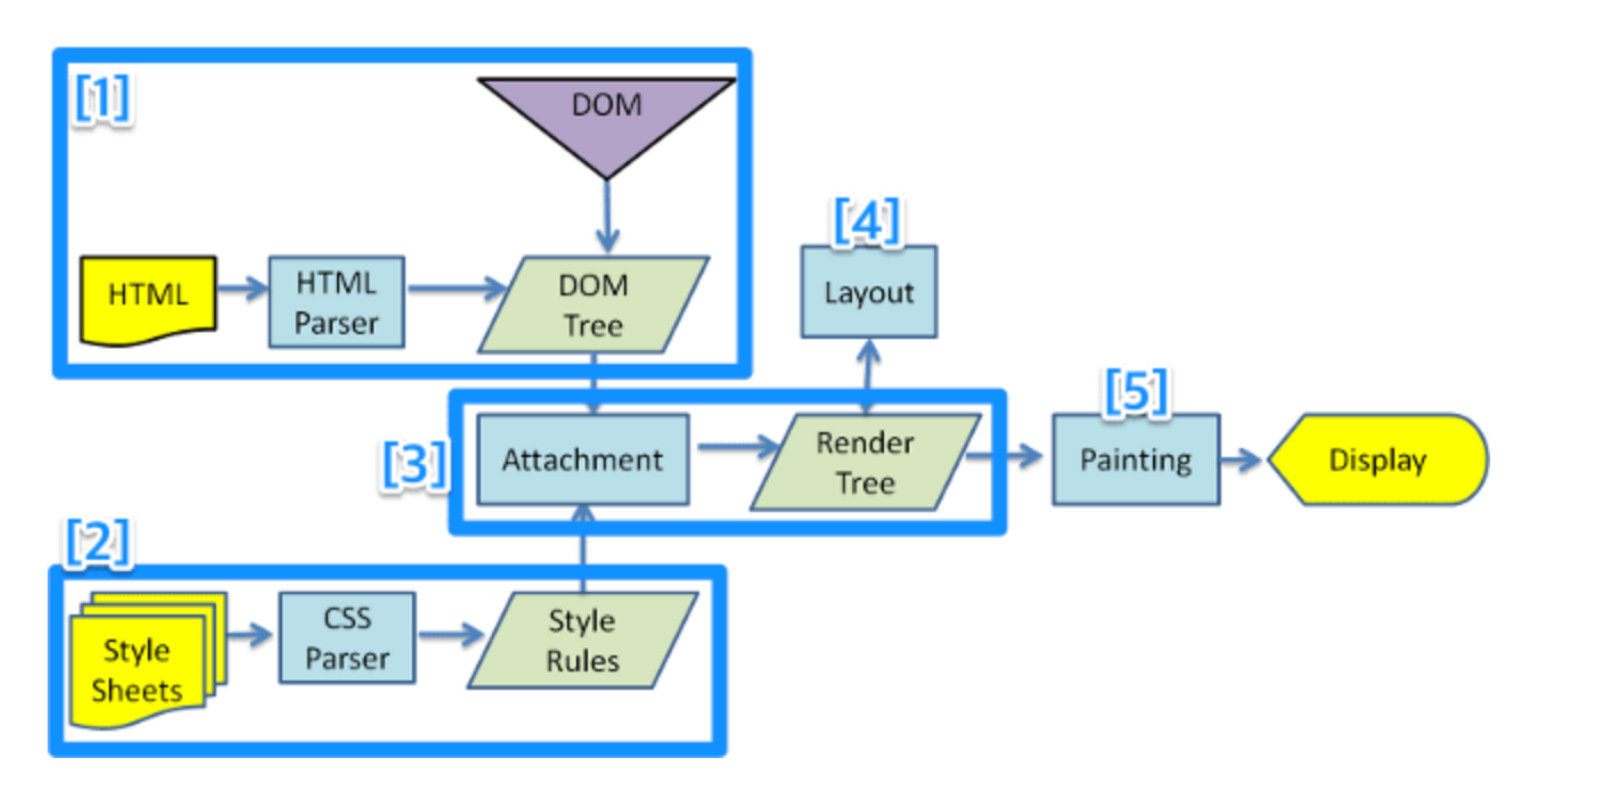 [1]
DOM
HTML
HTML
Parser
DOM
Tree
[4]
Layout
[3]
Attachment
Render
Tree
[5]
Painting
Display
[2]
Style
Sheets
CSS
Parser
Style
Rules